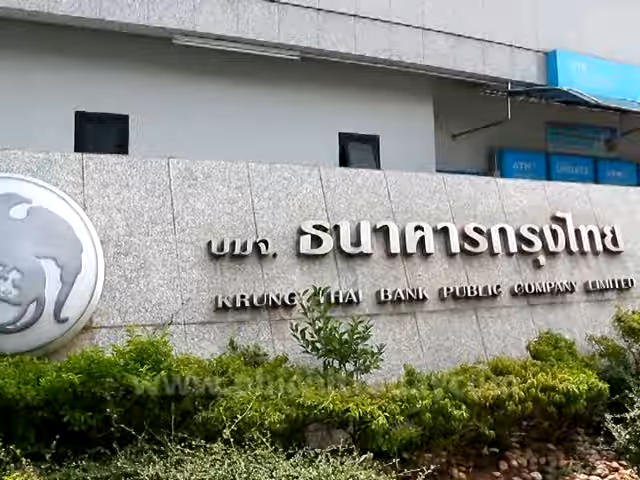 บมจ. ธนาคารกรุงไทย
KRUNG THAI BANK PUBLIC COMPANY LIMITED
ATM
UPDATE